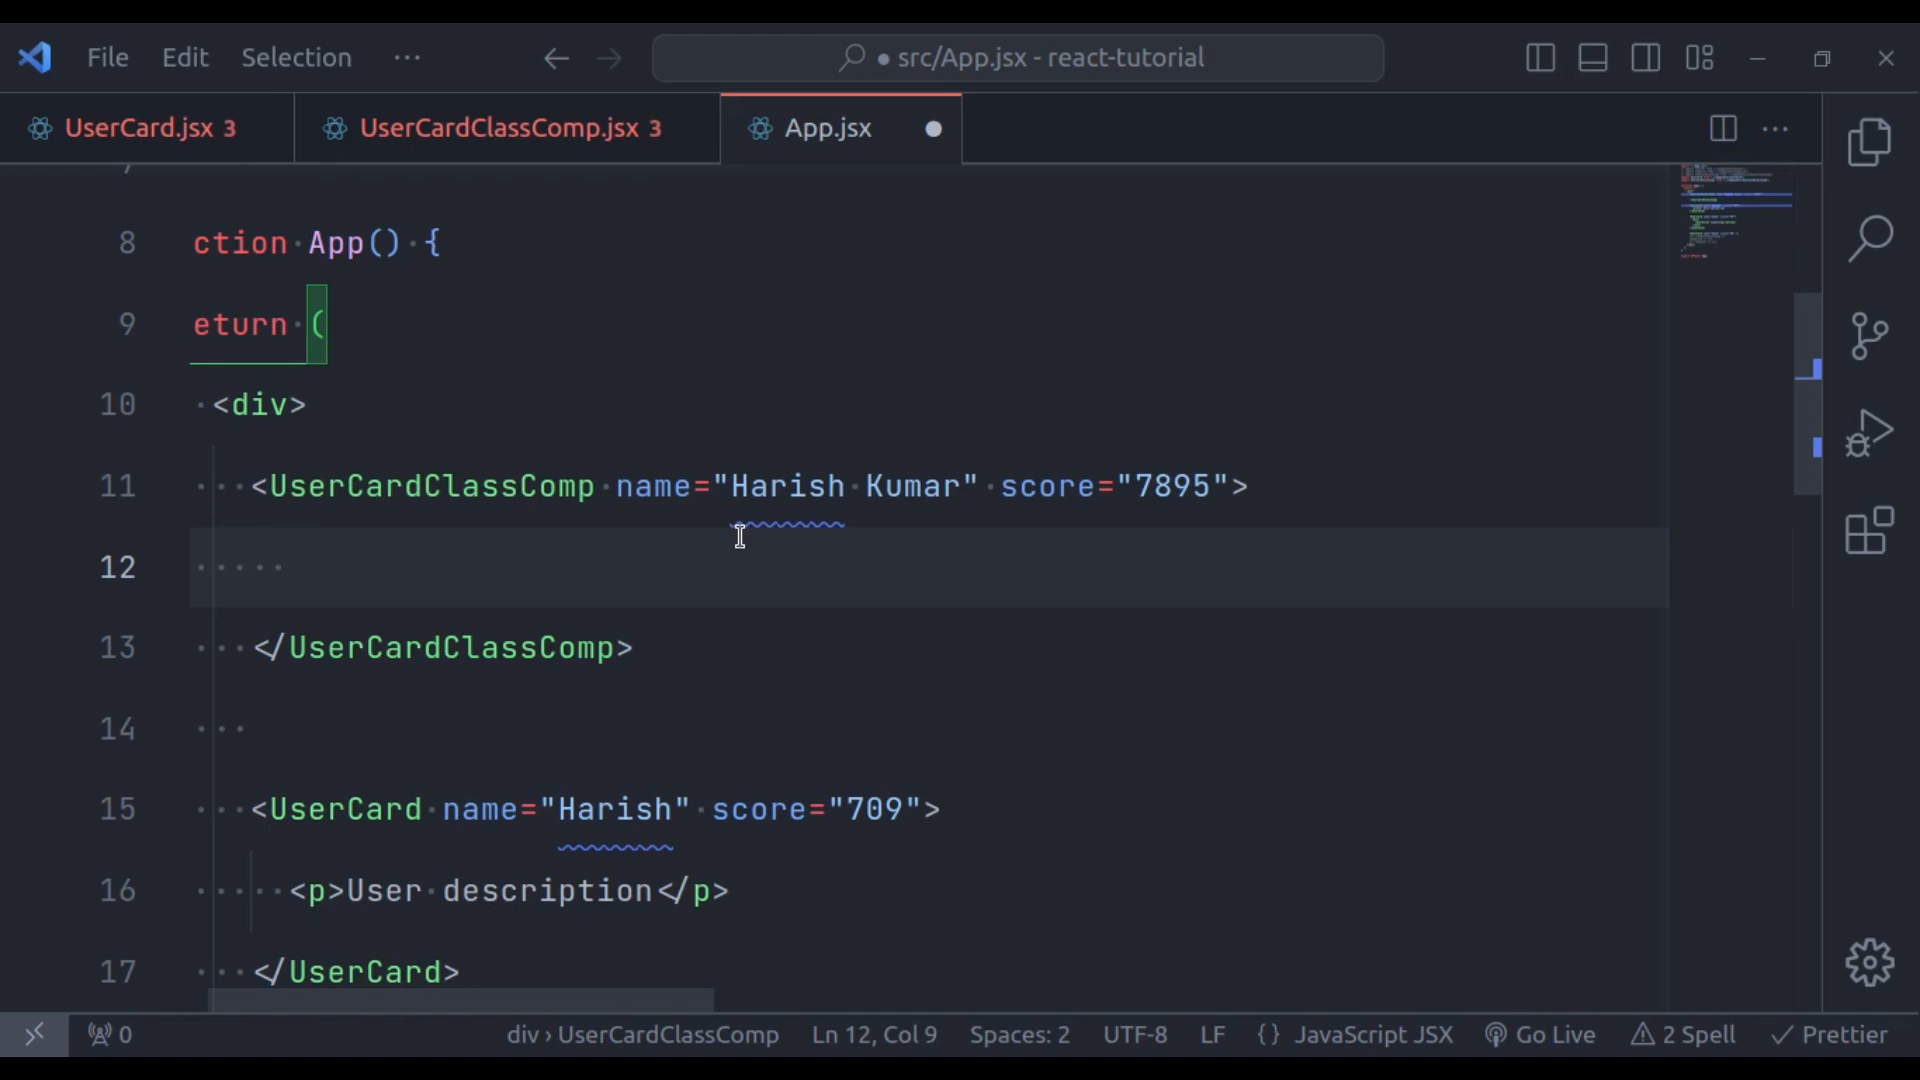 File Edit Selection ··· ● src/App.jsx - react-tutorial
UserCard.jsx 3 UserCardClassComp.jsx 3 App.jsx ●
8 ction App() {
9 eturn (
10 <div>
11 <UserCardClassComp name="Harish Kumar" score="7895">
12
13 </UserCardClassComp>
14
15 <UserCard name="Harish" score="709">
16 <p>User description</p>
17 </UserCard>
0 div › UserCardClassComp Ln 12, Col 9 Spaces: 2 UTF-8 LF {} JavaScript JSX Go Live 2 Spell Prettier